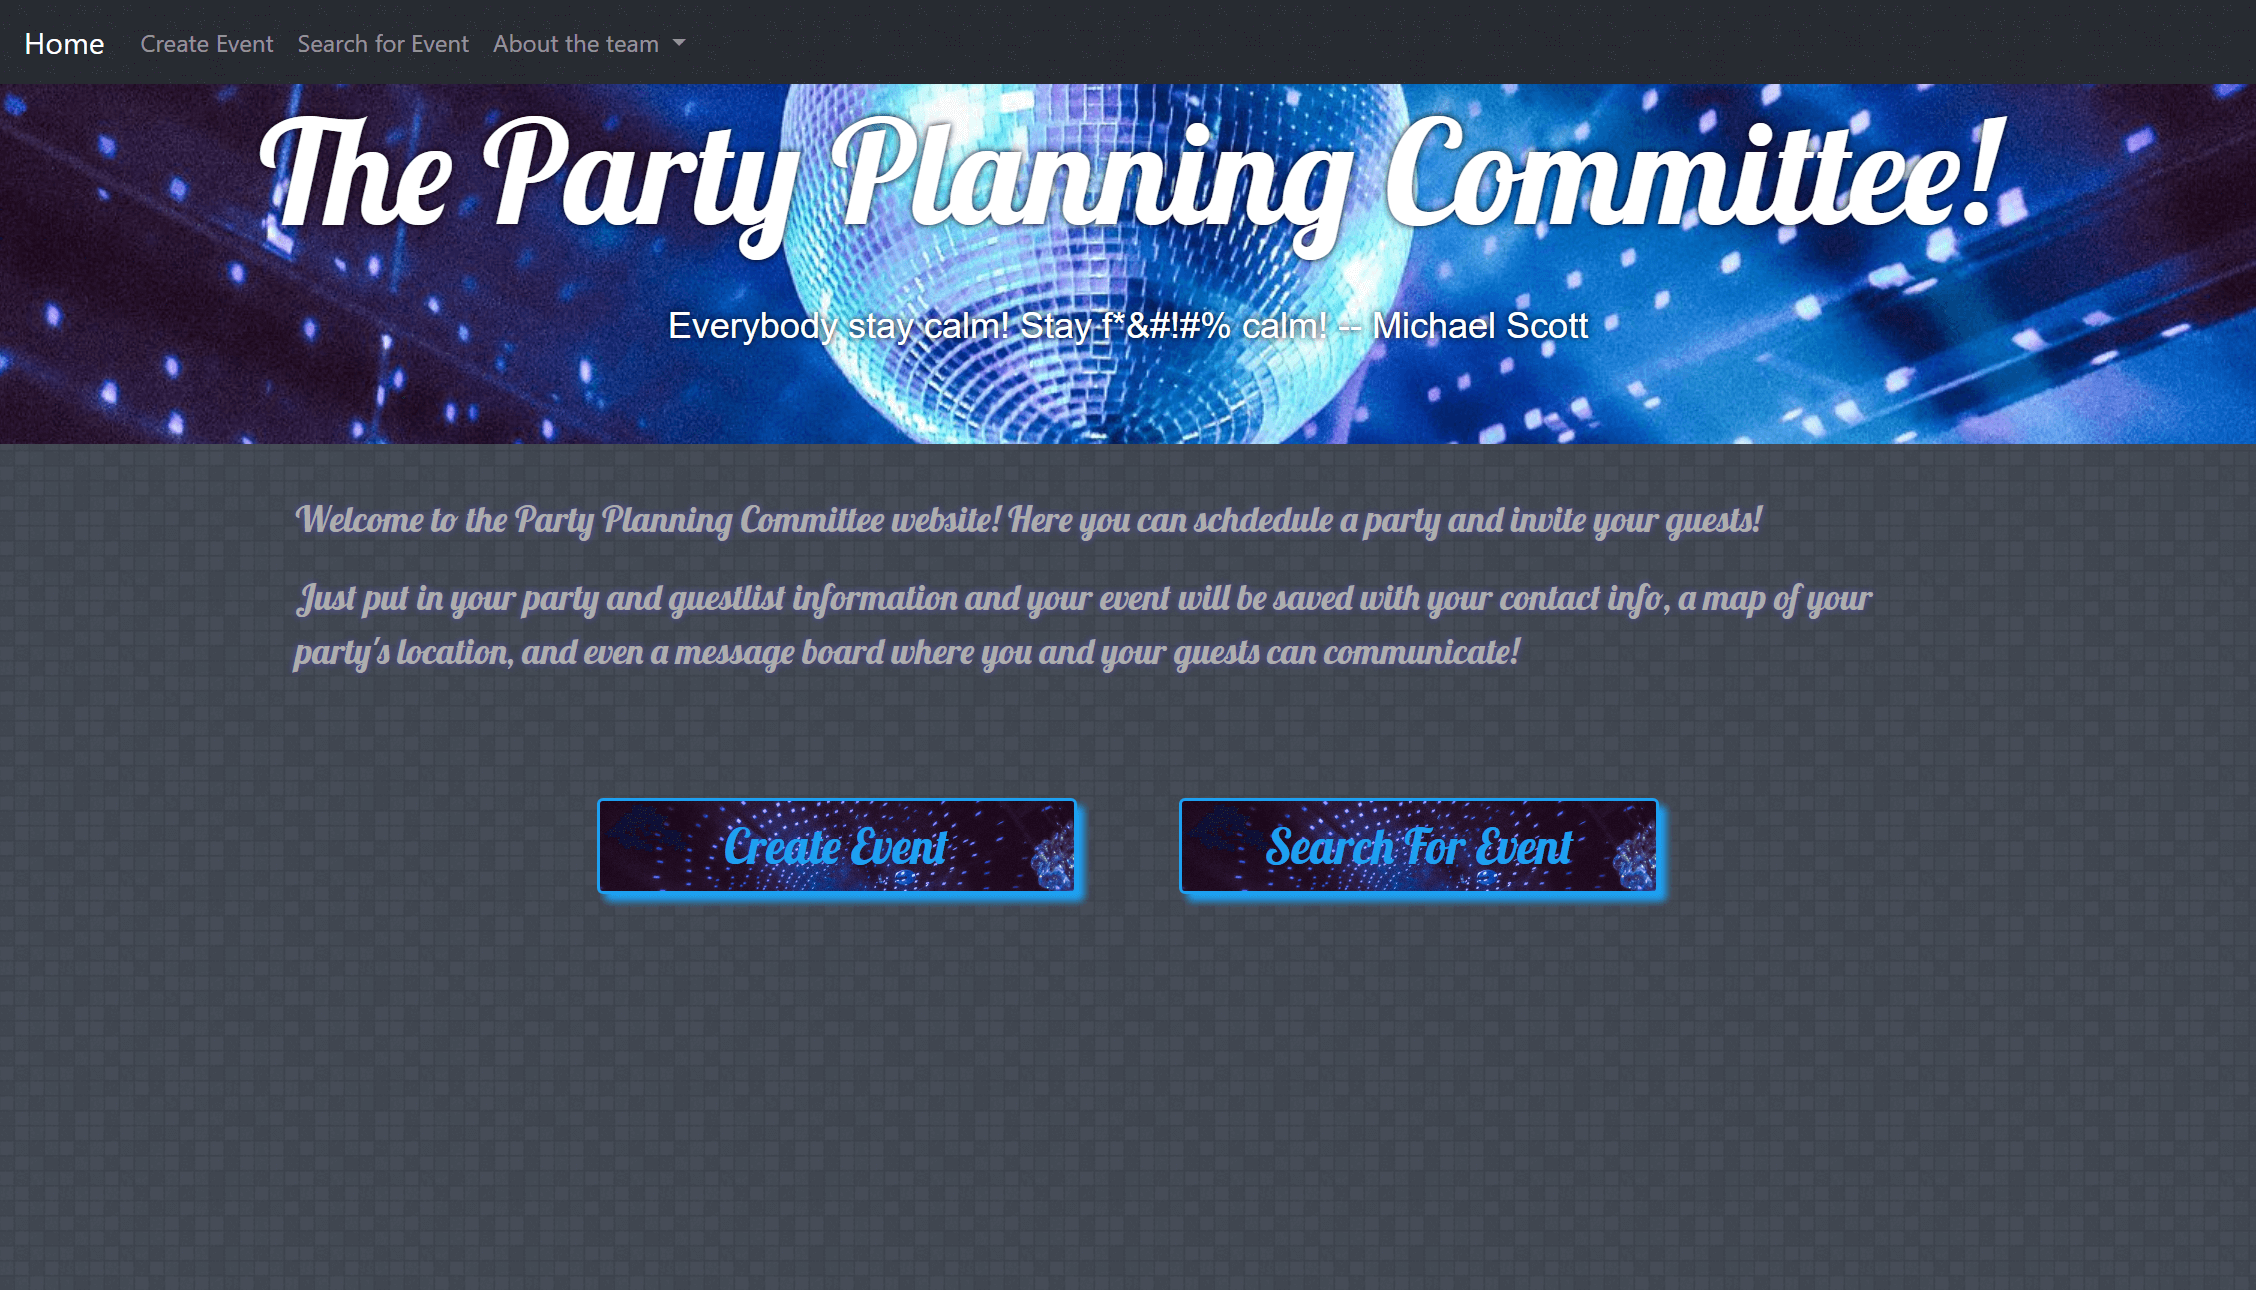 Home Create Event Search for Event About the team
The Party Planning Committee!
Everybody stay calm! Stay f*&#!#% calm! -- Michael Scott
Welcome to the Party Planning Committee website! Here you can schdedule a party and invite your guests!
Just put in your party and guestlist information and your event will be saved with your contact info, a map of your
party's location, and even a message board where you and your guests can communicate!
Create Event Search For Event